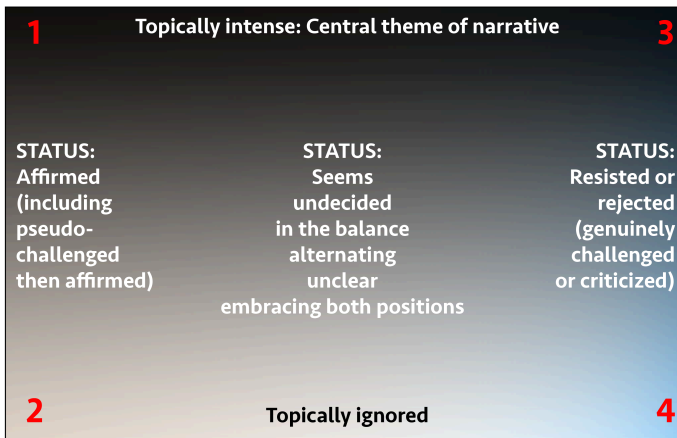 1
Topically intense: Central theme of narrative
3
STATUS:
Affirmed
(including
pseudo-
challenged
then affirmed)
STATUS:
Seems
undecided
in the balance
alternating
unclear
embracing both positions
STATUS:
Resisted or
rejected
(genuinely
challenged
or criticized)
2
Topically ignored
4